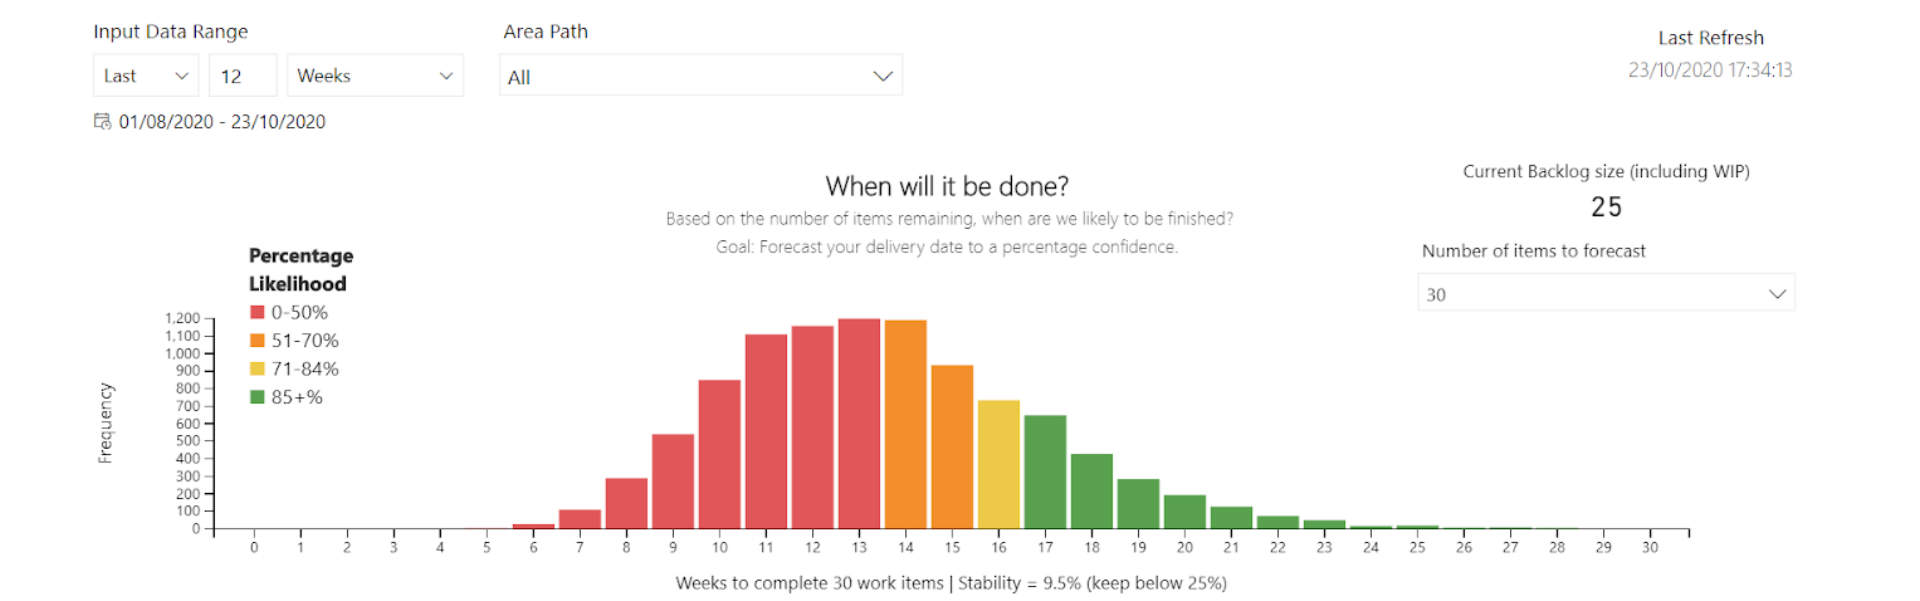 Input Data Range
Area Path
Last Refresh
Last
12
Weeks
All
23/10/2020 17:34:13
01/08/2020 - 23/10/2020
Current Backlog size (including WIP)
25
When will it be done?
Based on the number of items remaining, when are we likely to be finished?
Goal: Forecast your delivery date to a percentage confidence.
Number of items to forecast
30
Percentage
Likelihood
0-50%
51-70%
71-84%
85+%
Frequency
1,200
1,100
1,000
900
800
700
600
500
400
300
200
100
0
0 1 2 3 4 5 6 7 8 9 10 11 12 13 14 15 16 17 18 19 20 21 22 23 24 25 26 27 28 29 30
Weeks to complete 30 work items | Stability = 9.5% (keep below 25%)